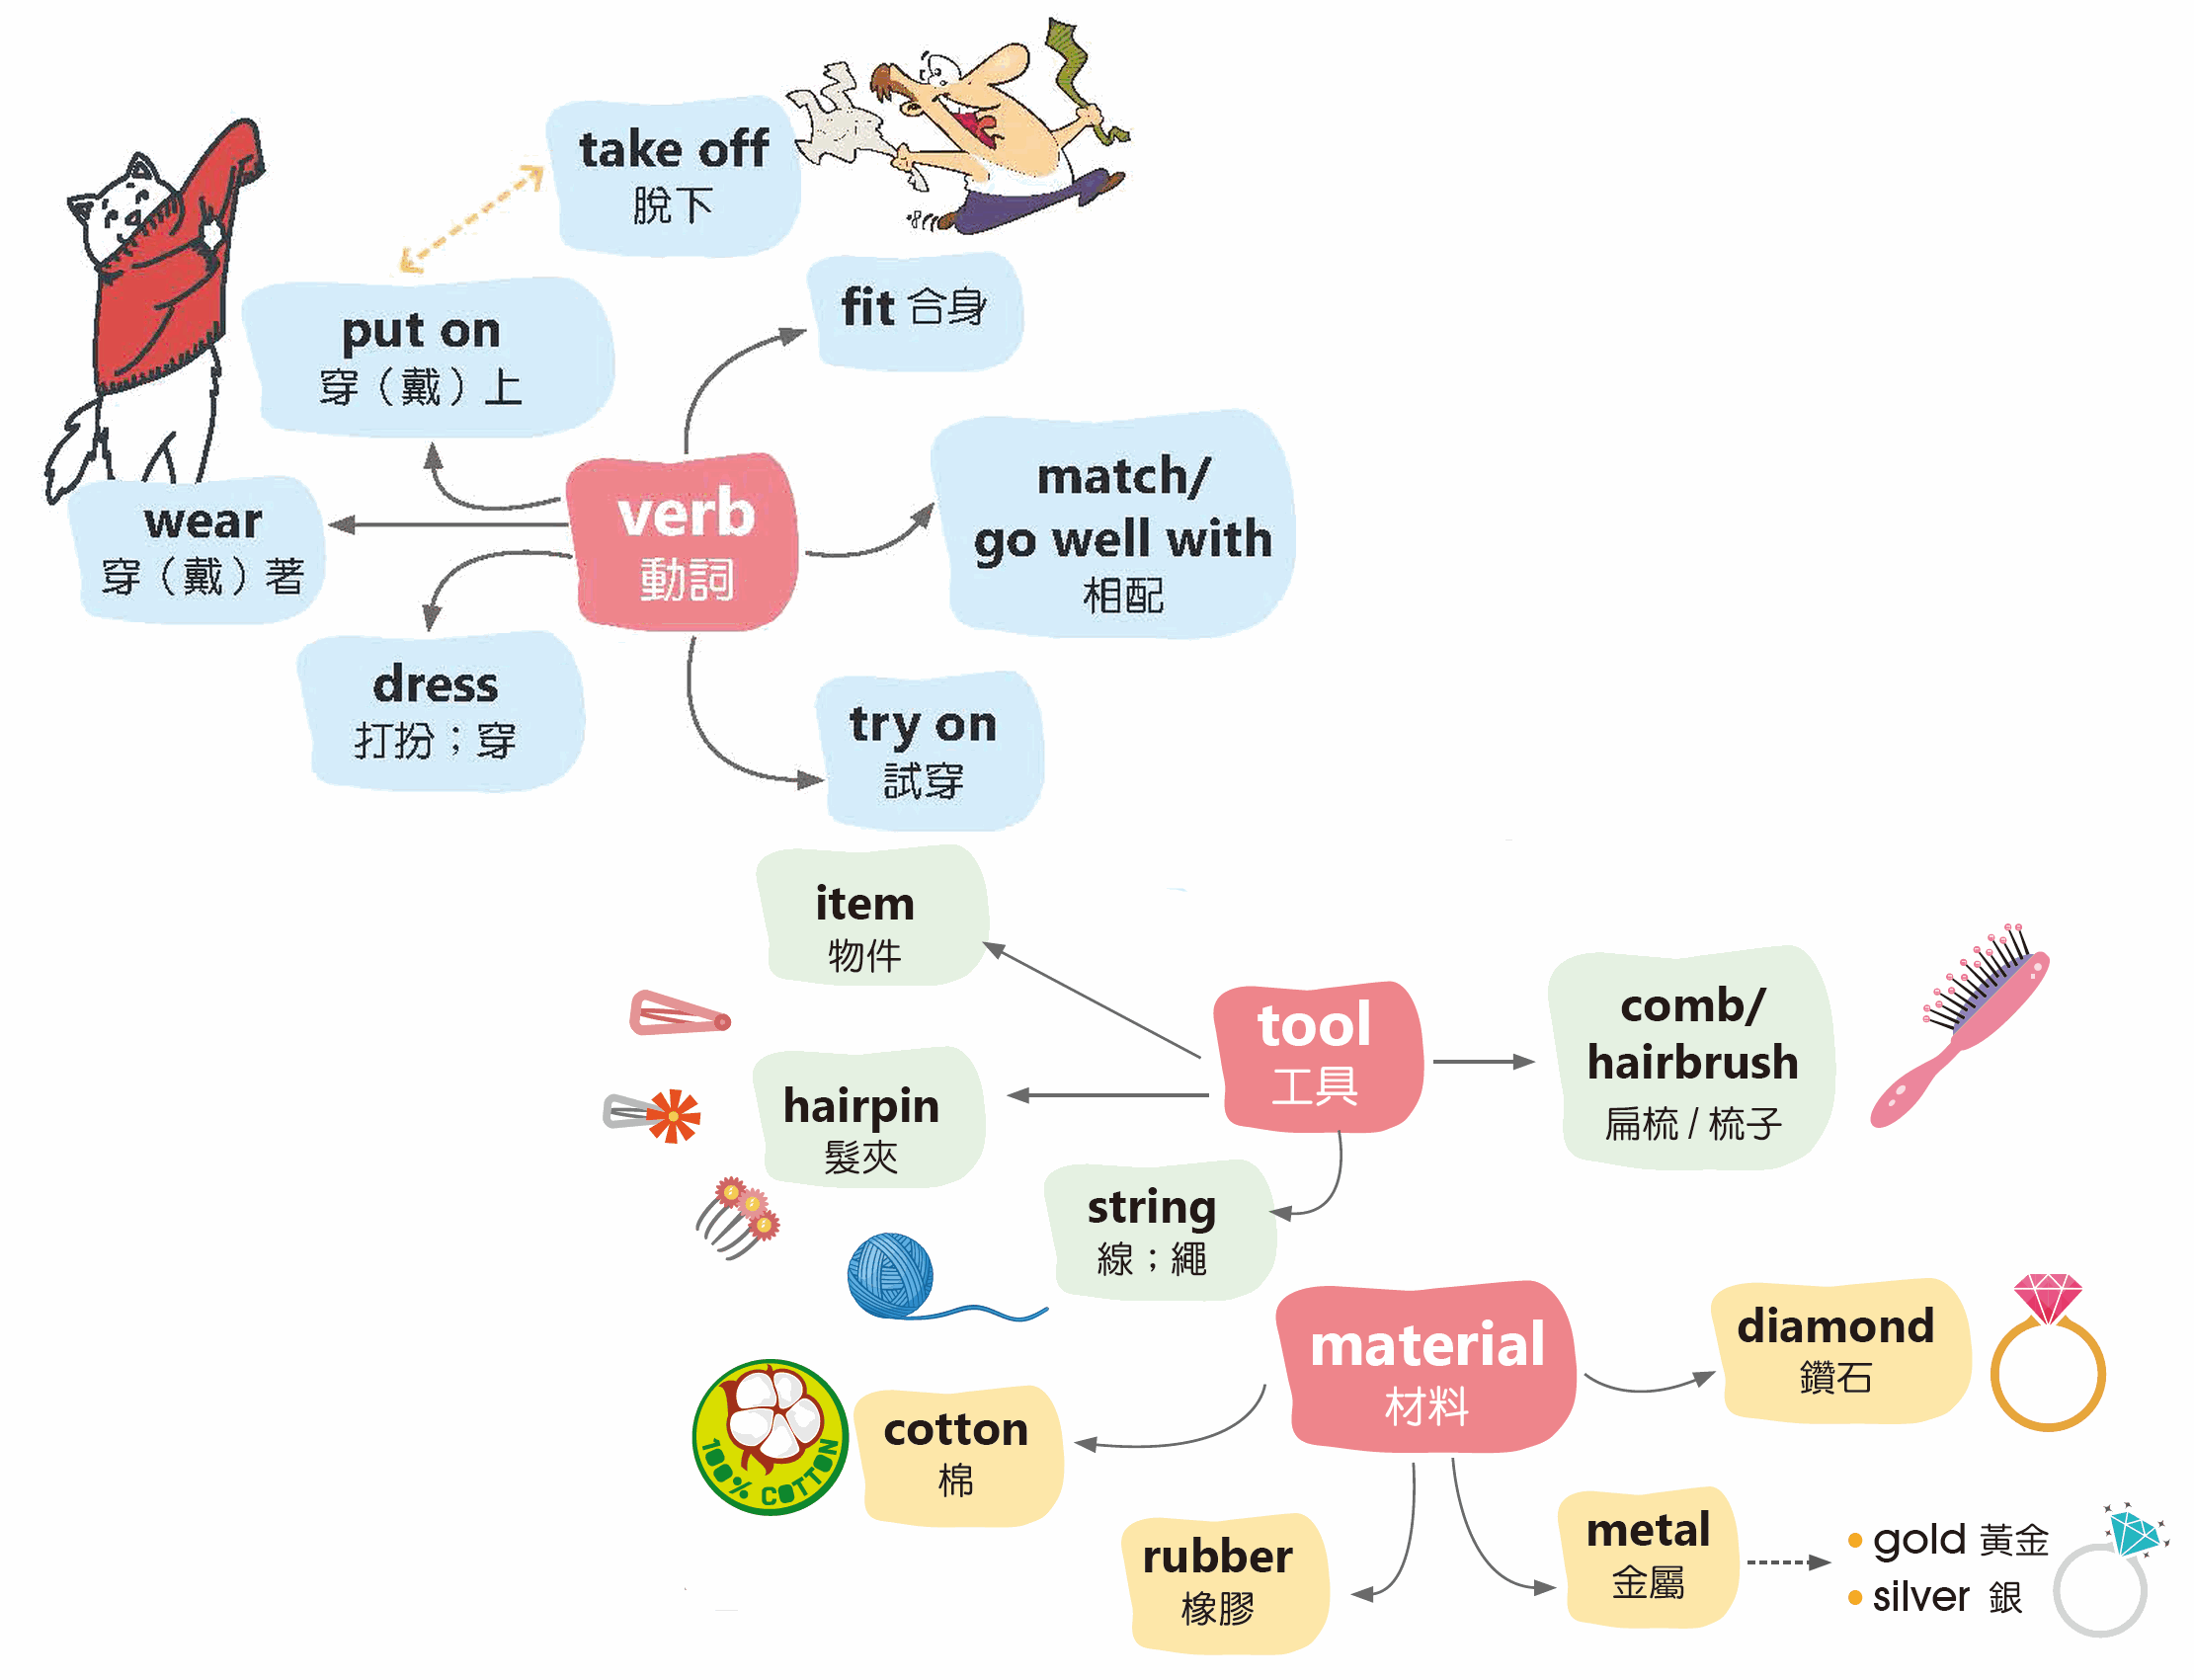 take off
脫下
fit 合身
put on
穿（戴）上
match/
go well with
相配
verb
動詞
wear
穿（戴）著
dress
打扮；穿
try on
試穿
item
物件
tool
工具
comb/
hairbrush
扁梳 / 梳子
hairpin
髮夾
string
線；繩
material
材料
diamond
鑽石
cotton
棉
100% COTTON
rubber
橡膠
metal
金屬
• gold 黃金
• silver 銀